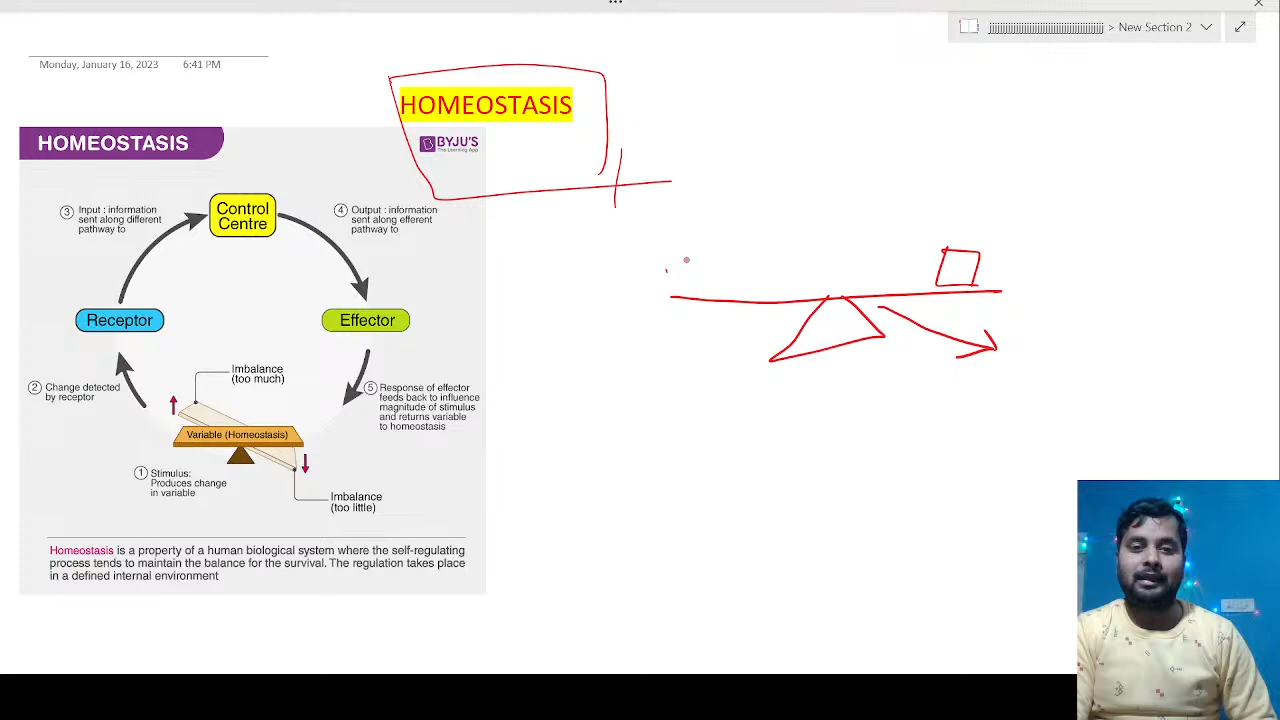 jjjjjjjjjjjjjjjjjjjjjjjjjjjjjjjjjjjjj > New Section 2
Monday, January 16, 2023 6:41 PM
HOMEOSTASIS
HOMEOSTASIS
BYJU'S
The Learning App
3 Input : information
sent along different
pathway to
Control
Centre
4 Output : information
sent along efferent
pathway to
Receptor
Effector
2 Change detected
by receptor
Imbalance
(too much)
5 Response of effector
feeds back to influence
magnitude of stimulus
and returns variable
to homeostasis
Variable (Homeostasis)
1 Stimulus:
Produces change
in variable
Imbalance
(too little)
Homeostasis is a property of a human biological system where the self-regulating
process tends to maintain the balance for the survival. The regulation takes place
in a defined internal environment